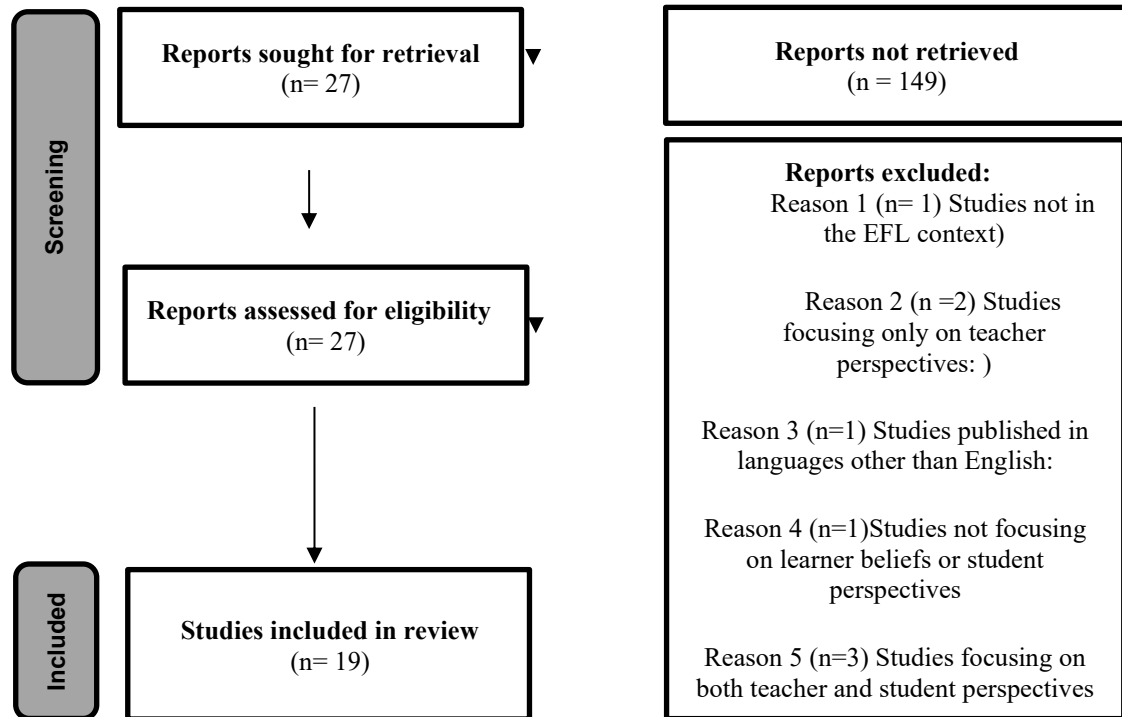 Screening
Reports sought for retrieval
(n= 27)
Reports not retrieved
(n = 149)
Reports assessed for eligibility
(n= 27)
Reports excluded:
Reason 1 (n= 1) Studies not in
the EFL context)
Reason 2 (n =2) Studies
focusing only on teacher
perspectives: )
Reason 3 (n=1) Studies published in
languages other than English:
Reason 4 (n=1)Studies not focusing
on learner beliefs or student
perspectives
Reason 5 (n=3) Studies focusing on
both teacher and student perspectives
Included
Studies included in review
(n= 19)